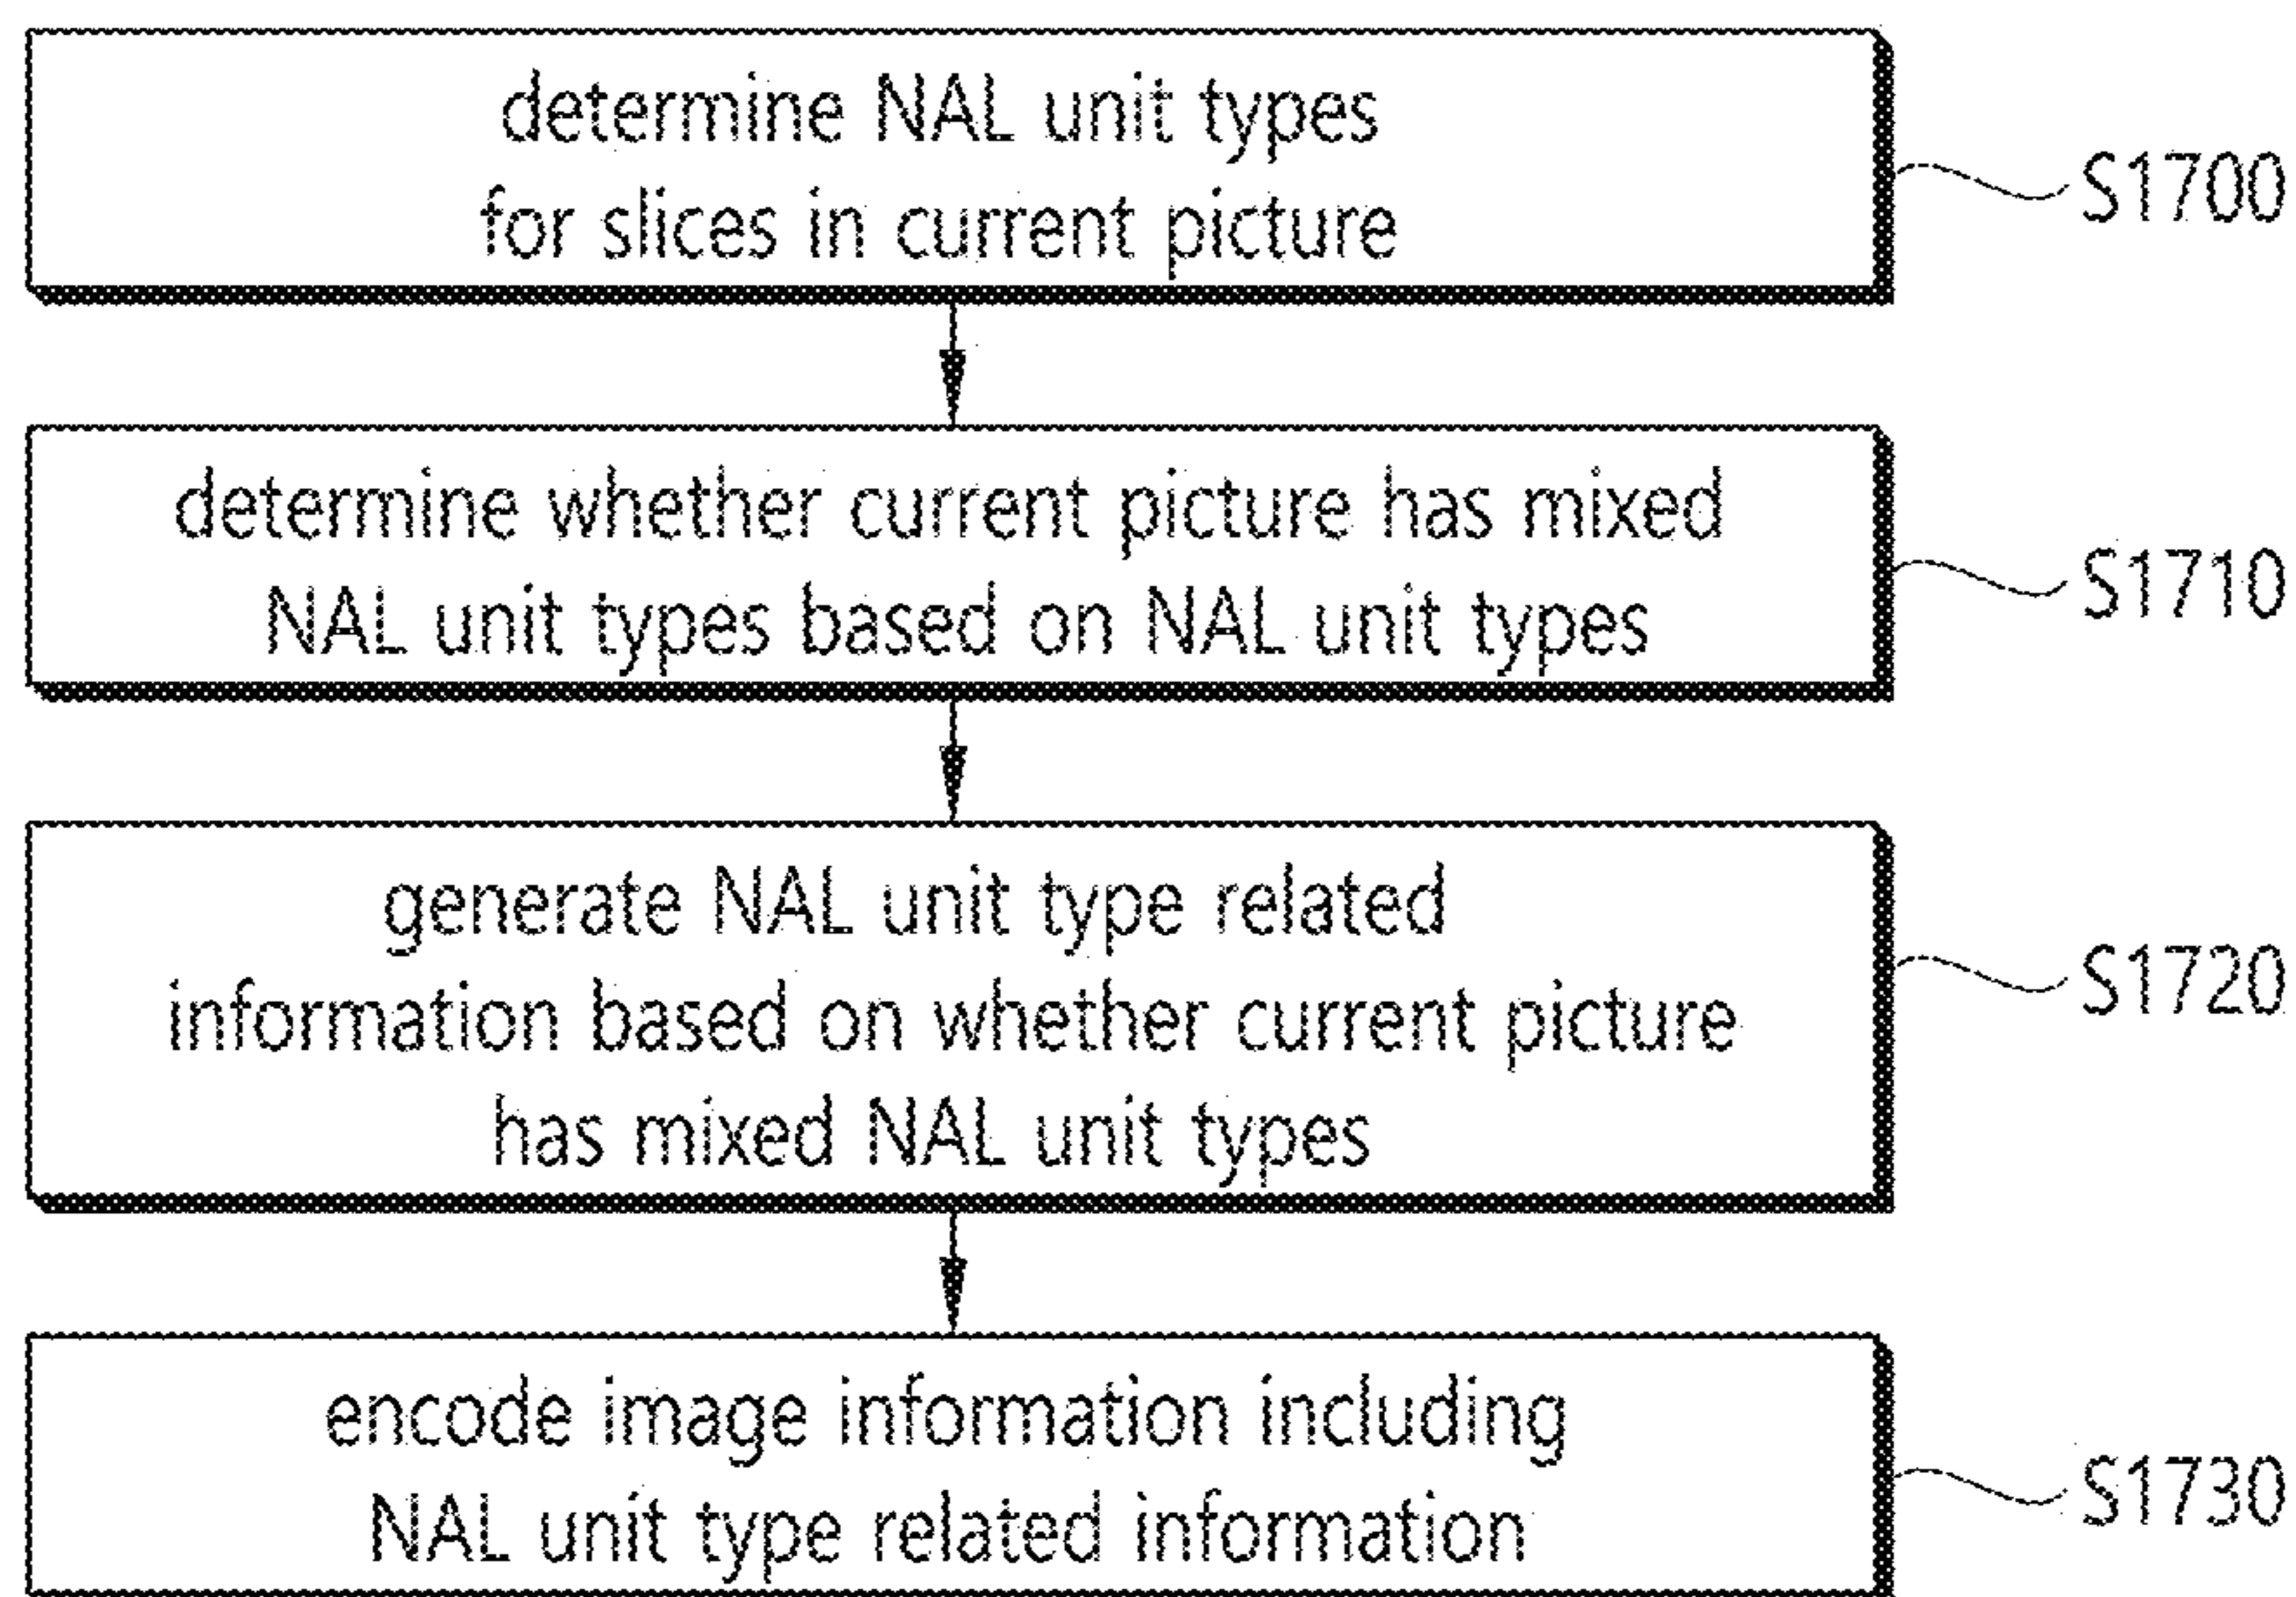 determine NAL unit types
for slices in current picture
S1700
determine whether current picture has mixed
NAL unit types based on NAL unit types
S1710
generate NAL unit type related
information based on whether current picture
has mixed NAL unit types
S1720
encode image information including
NAL unit type related information
S1730